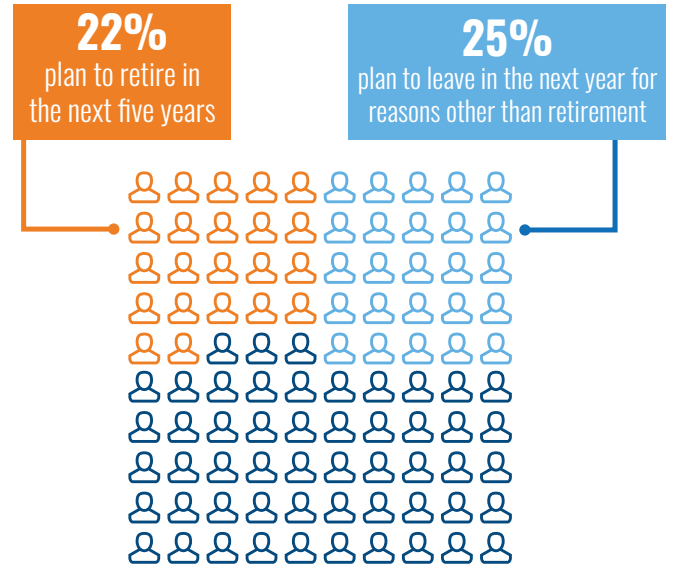 22%
plan to retire in
the next five years
25%
plan to leave in the next year for
reasons other than retirement